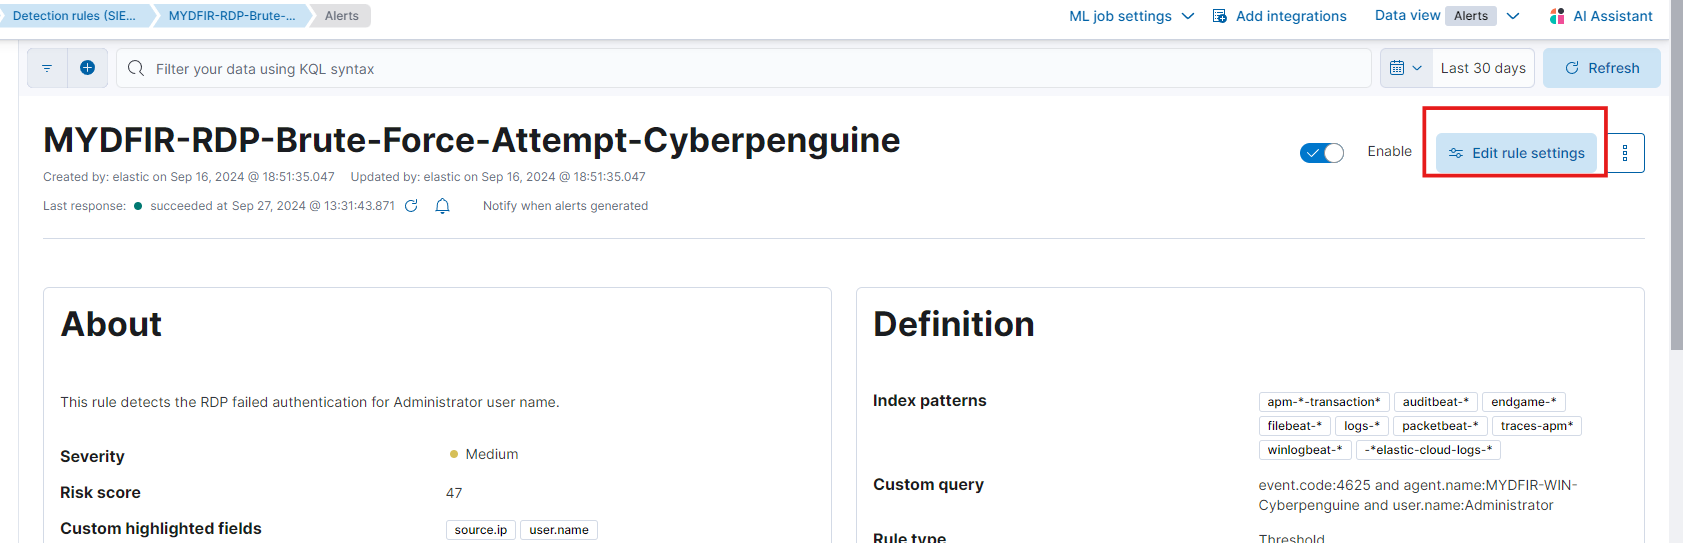 Detection rules (SIE...
MYDFIR-RDP-Brute-...
Alerts
ML job settings
Add integrations
Data view Alerts
AI Assistant
Filter your data using KQL syntax
Last 30 days
Refresh
MYDFIR-RDP-Brute-Force-Attempt-Cyberpenguine
Enable
Edit rule settings
Created by: elastic on Sep 16, 2024 @ 18:51:35.047 Updated by: elastic on Sep 16, 2024 @ 18:51:35.047
Last response: succeeded at Sep 27, 2024 @ 13:31:43.871 Notify when alerts generated
About
This rule detects the RDP failed authentication for Administrator user name.
Severity Medium
Risk score 47
Custom highlighted fields source.ip user.name
Definition
Index patterns apm-*-transaction* auditbeat-* endgame-*
filebeat-* logs-* packetbeat-* traces-apm*
winlogbeat-* -*elastic-cloud-logs-*
Custom query event.code:4625 and agent.name:MYDFIR-WIN-
Cyberpenguine and user.name:Administrator
Rule type Threshold